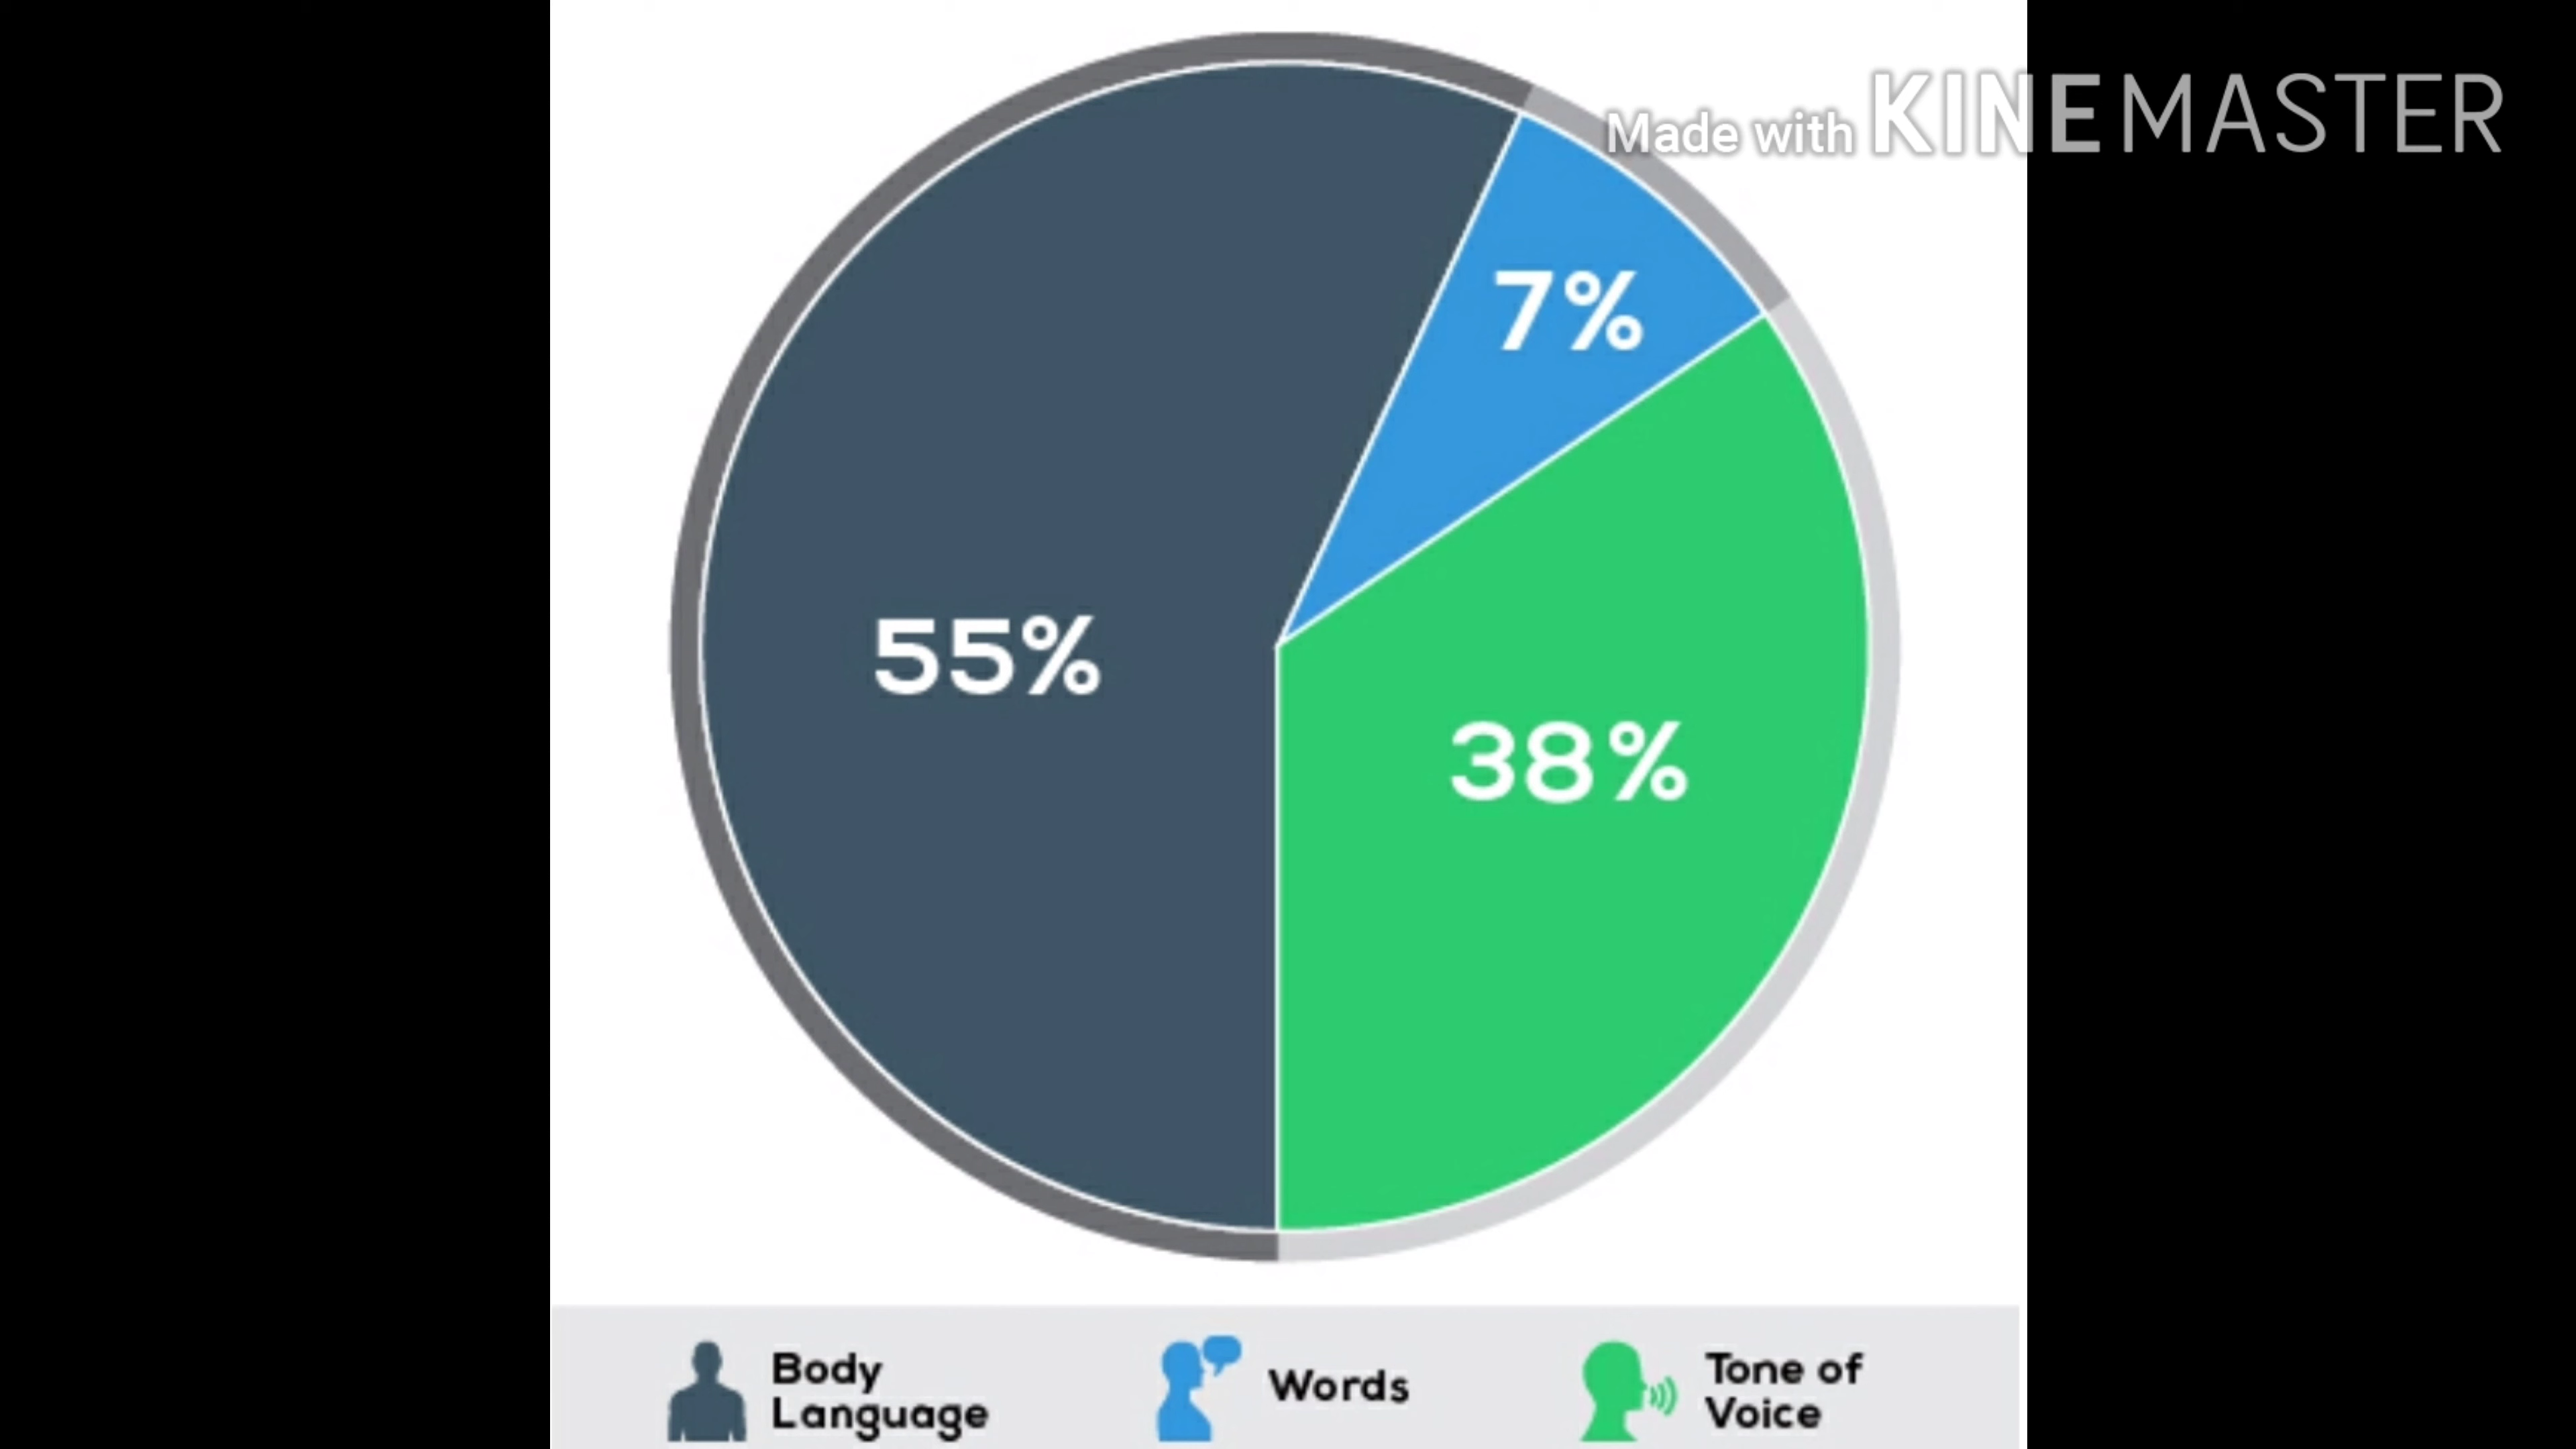 Made with KINEMASTER
7%
55%
38%
Body
Language
Words
Tone of
Voice